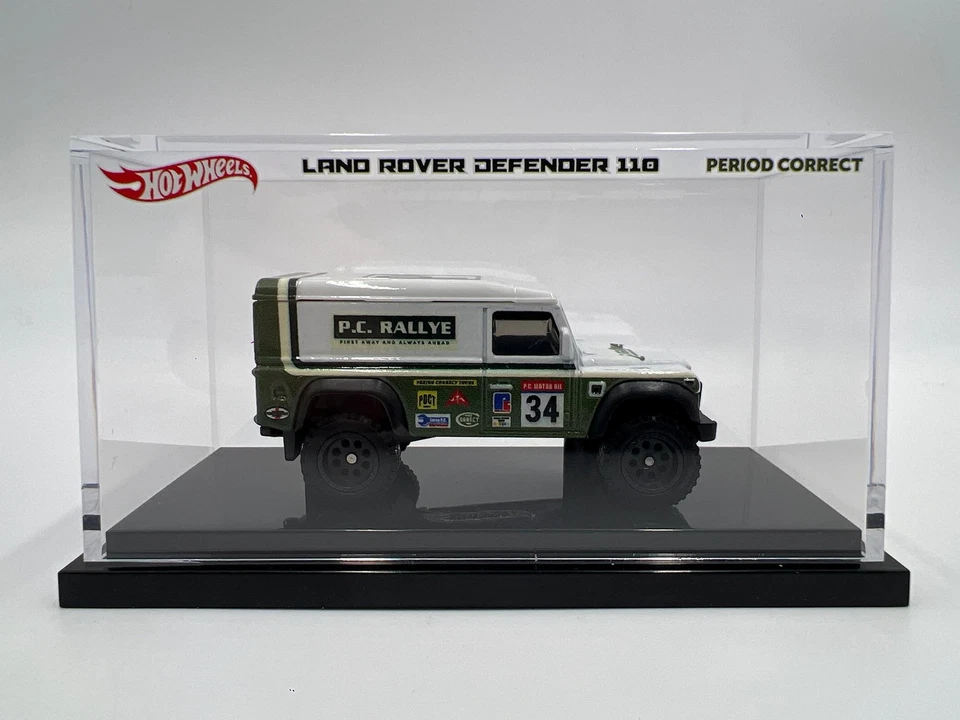 HOT WHEELS
LAND ROVER DEFENDER 110
PERIOD CORRECT
P.C. RALLYE
FIRST AWAY AND ALWAYS AHEAD
P.C. MOTOR OIL
34